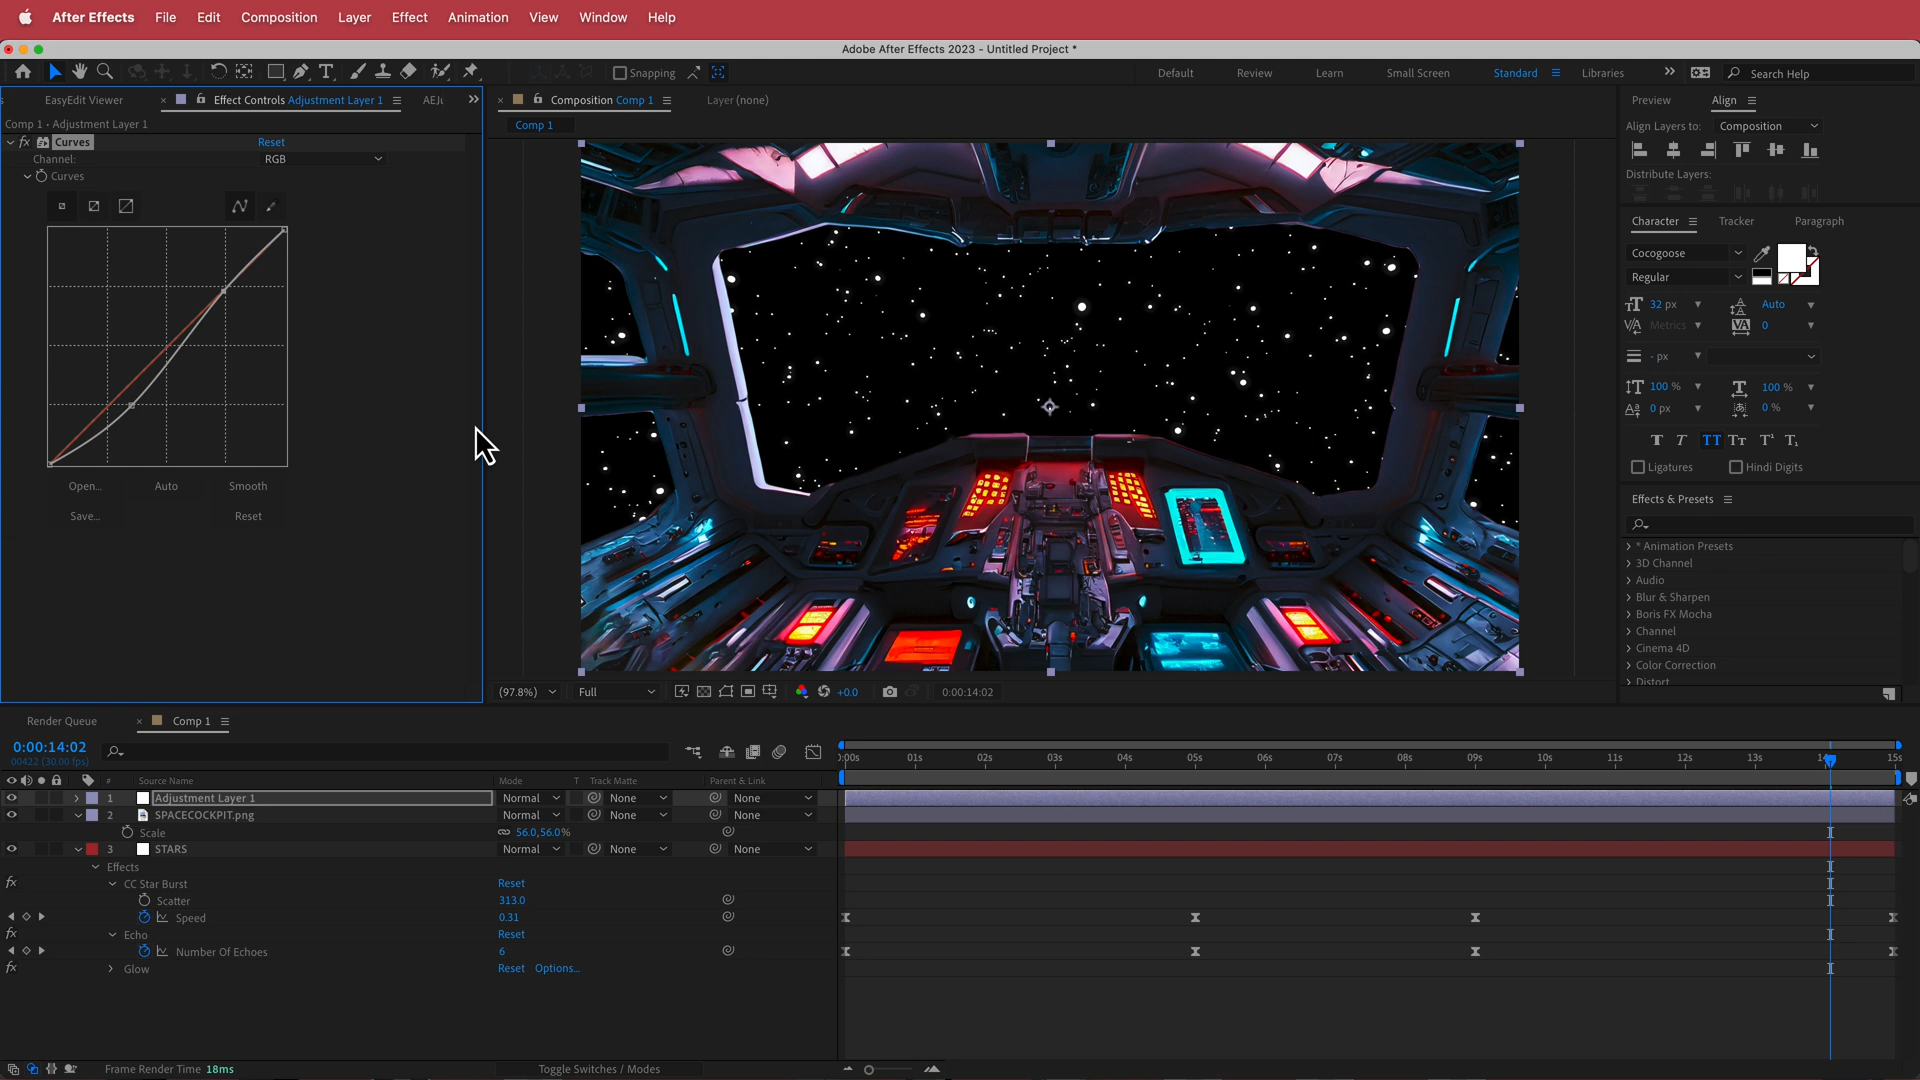 After Effects File Edit Composition Layer Effect Animation View Window Help
Adobe After Effects 2023 - Untitled Project *
Snapping
Default Review Learn Small Screen Standard Libraries Search Help
EasyEdit Viewer Effect Controls Adjustment Layer 1
Composition Comp 1 Layer (none)
Preview Align
Comp 1 • Adjustment Layer 1
Comp 1
Align Layers to: Composition
fx Curves Reset
Channel: RGB
Curves
Distribute Layers:
Character Tracker Paragraph
Cocogoose
Regular
32 px Auto
Metrics 0
- px
100 % 100 %
0 px 0 %
Ligatures Hindi Digits
Open... Auto Smooth
Save... Reset
Effects & Presets
* Animation Presets
3D Channel
Audio
Blur & Sharpen
Boris FX Mocha
Channel
Cinema 4D
Color Correction
Distort
(97.8%) Full +0.0 0:00:14:02
Render Queue Comp 1
0:00:14:02
00422 (30.00 fps)
:00s 01s 02s 03s 04s 05s 06s 07s 08s 09s 10s 11s 12s 13s 15s
# Source Name Mode T Track Matte Parent & Link
1 Adjustment Layer 1 Normal None None
2 SPACECOCKPIT.png Normal None None
Scale 56.0,56.0%
3 STARS Normal None None
Effects
fx CC Star Burst Reset
Scatter 313.0
Speed 0.31
fx Echo Reset
Number Of Echoes 6
fx Glow Reset Options...
Frame Render Time 18ms Toggle Switches / Modes